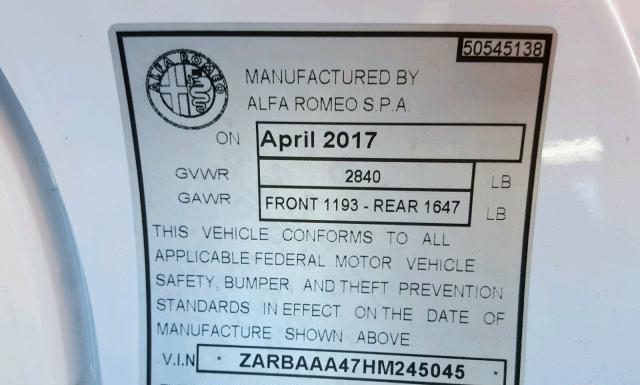 50545138
ALFA ROMEO
MANUFACTURED BY
ALFA ROMEO S.P.A.
ON April 2017
GVWR 2840 LB
GAWR FRONT 1193 - REAR 1647 LB
THIS VEHICLE CONFORMS TO ALL
APPLICABLE FEDERAL MOTOR VEHICLE
SAFETY, BUMPER, AND THEFT PREVENTION
STANDARDS IN EFFECT ON THE DATE OF
MANUFACTURE SHOWN ABOVE
V.I.N * ZARBAAA47HM245045 *